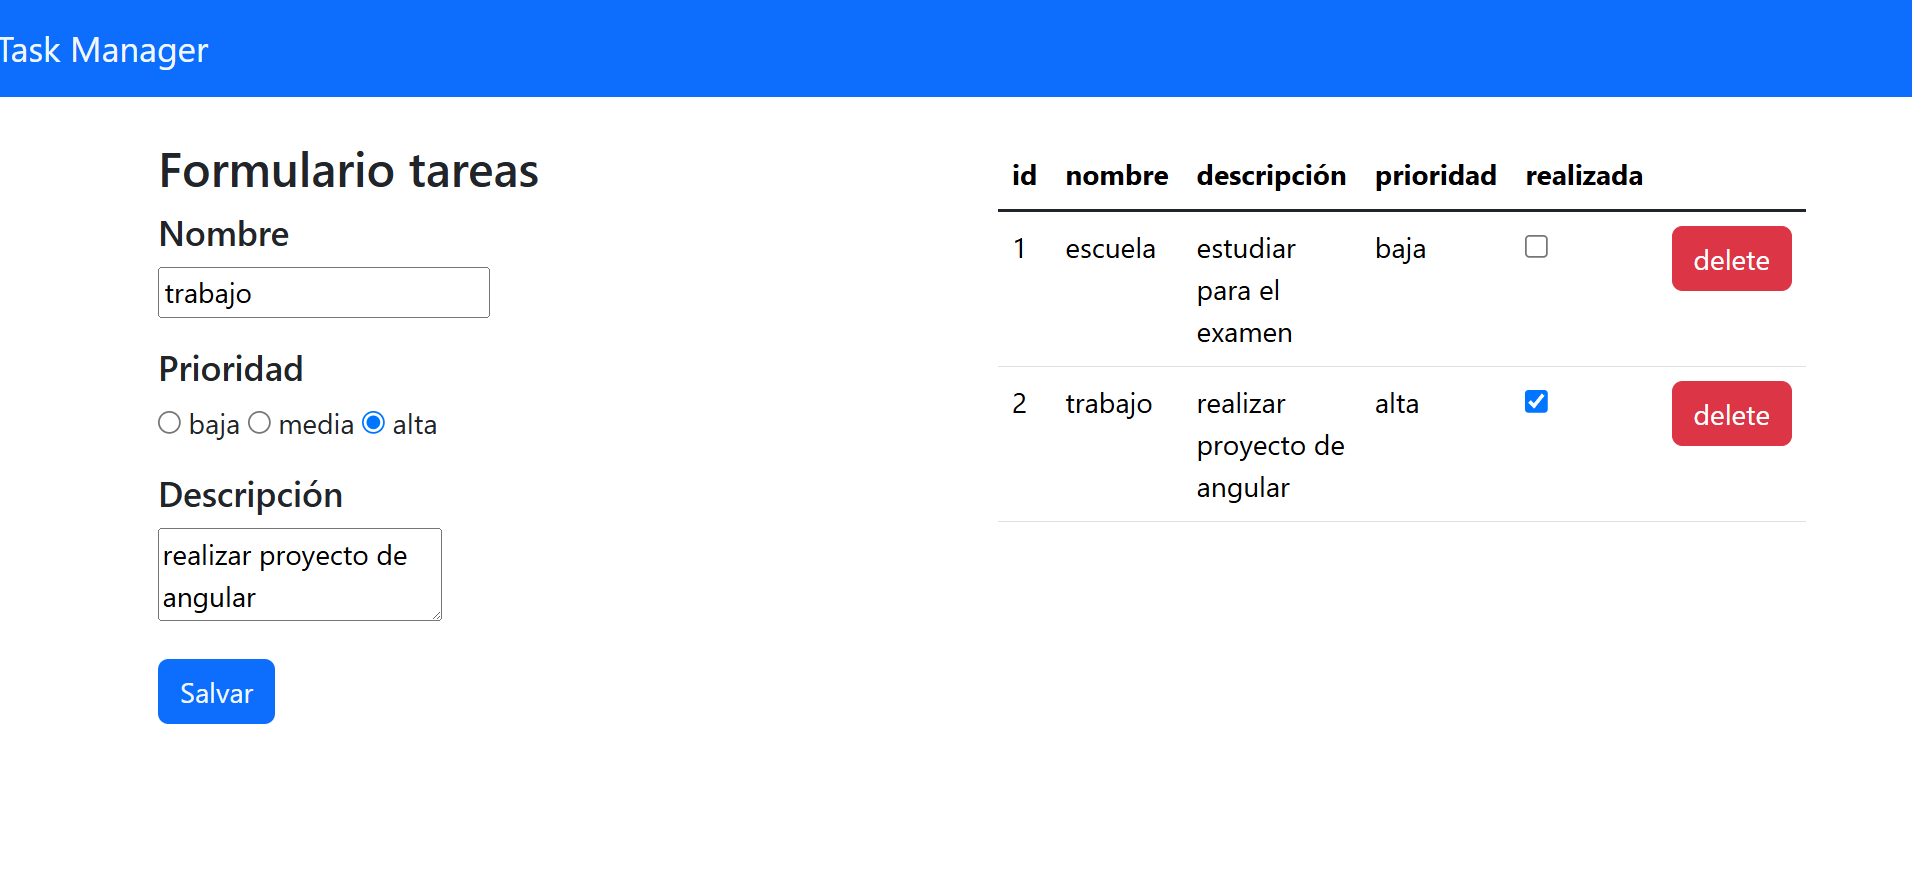 Task Manager
Formulario tareas
Nombre
trabajo
Prioridad
baja media alta
Descripción
realizar proyecto de
angular
Salvar
id nombre descripción prioridad realizada
1 escuela estudiar baja delete
para el
examen
2 trabajo realizar alta delete
proyecto de
angular